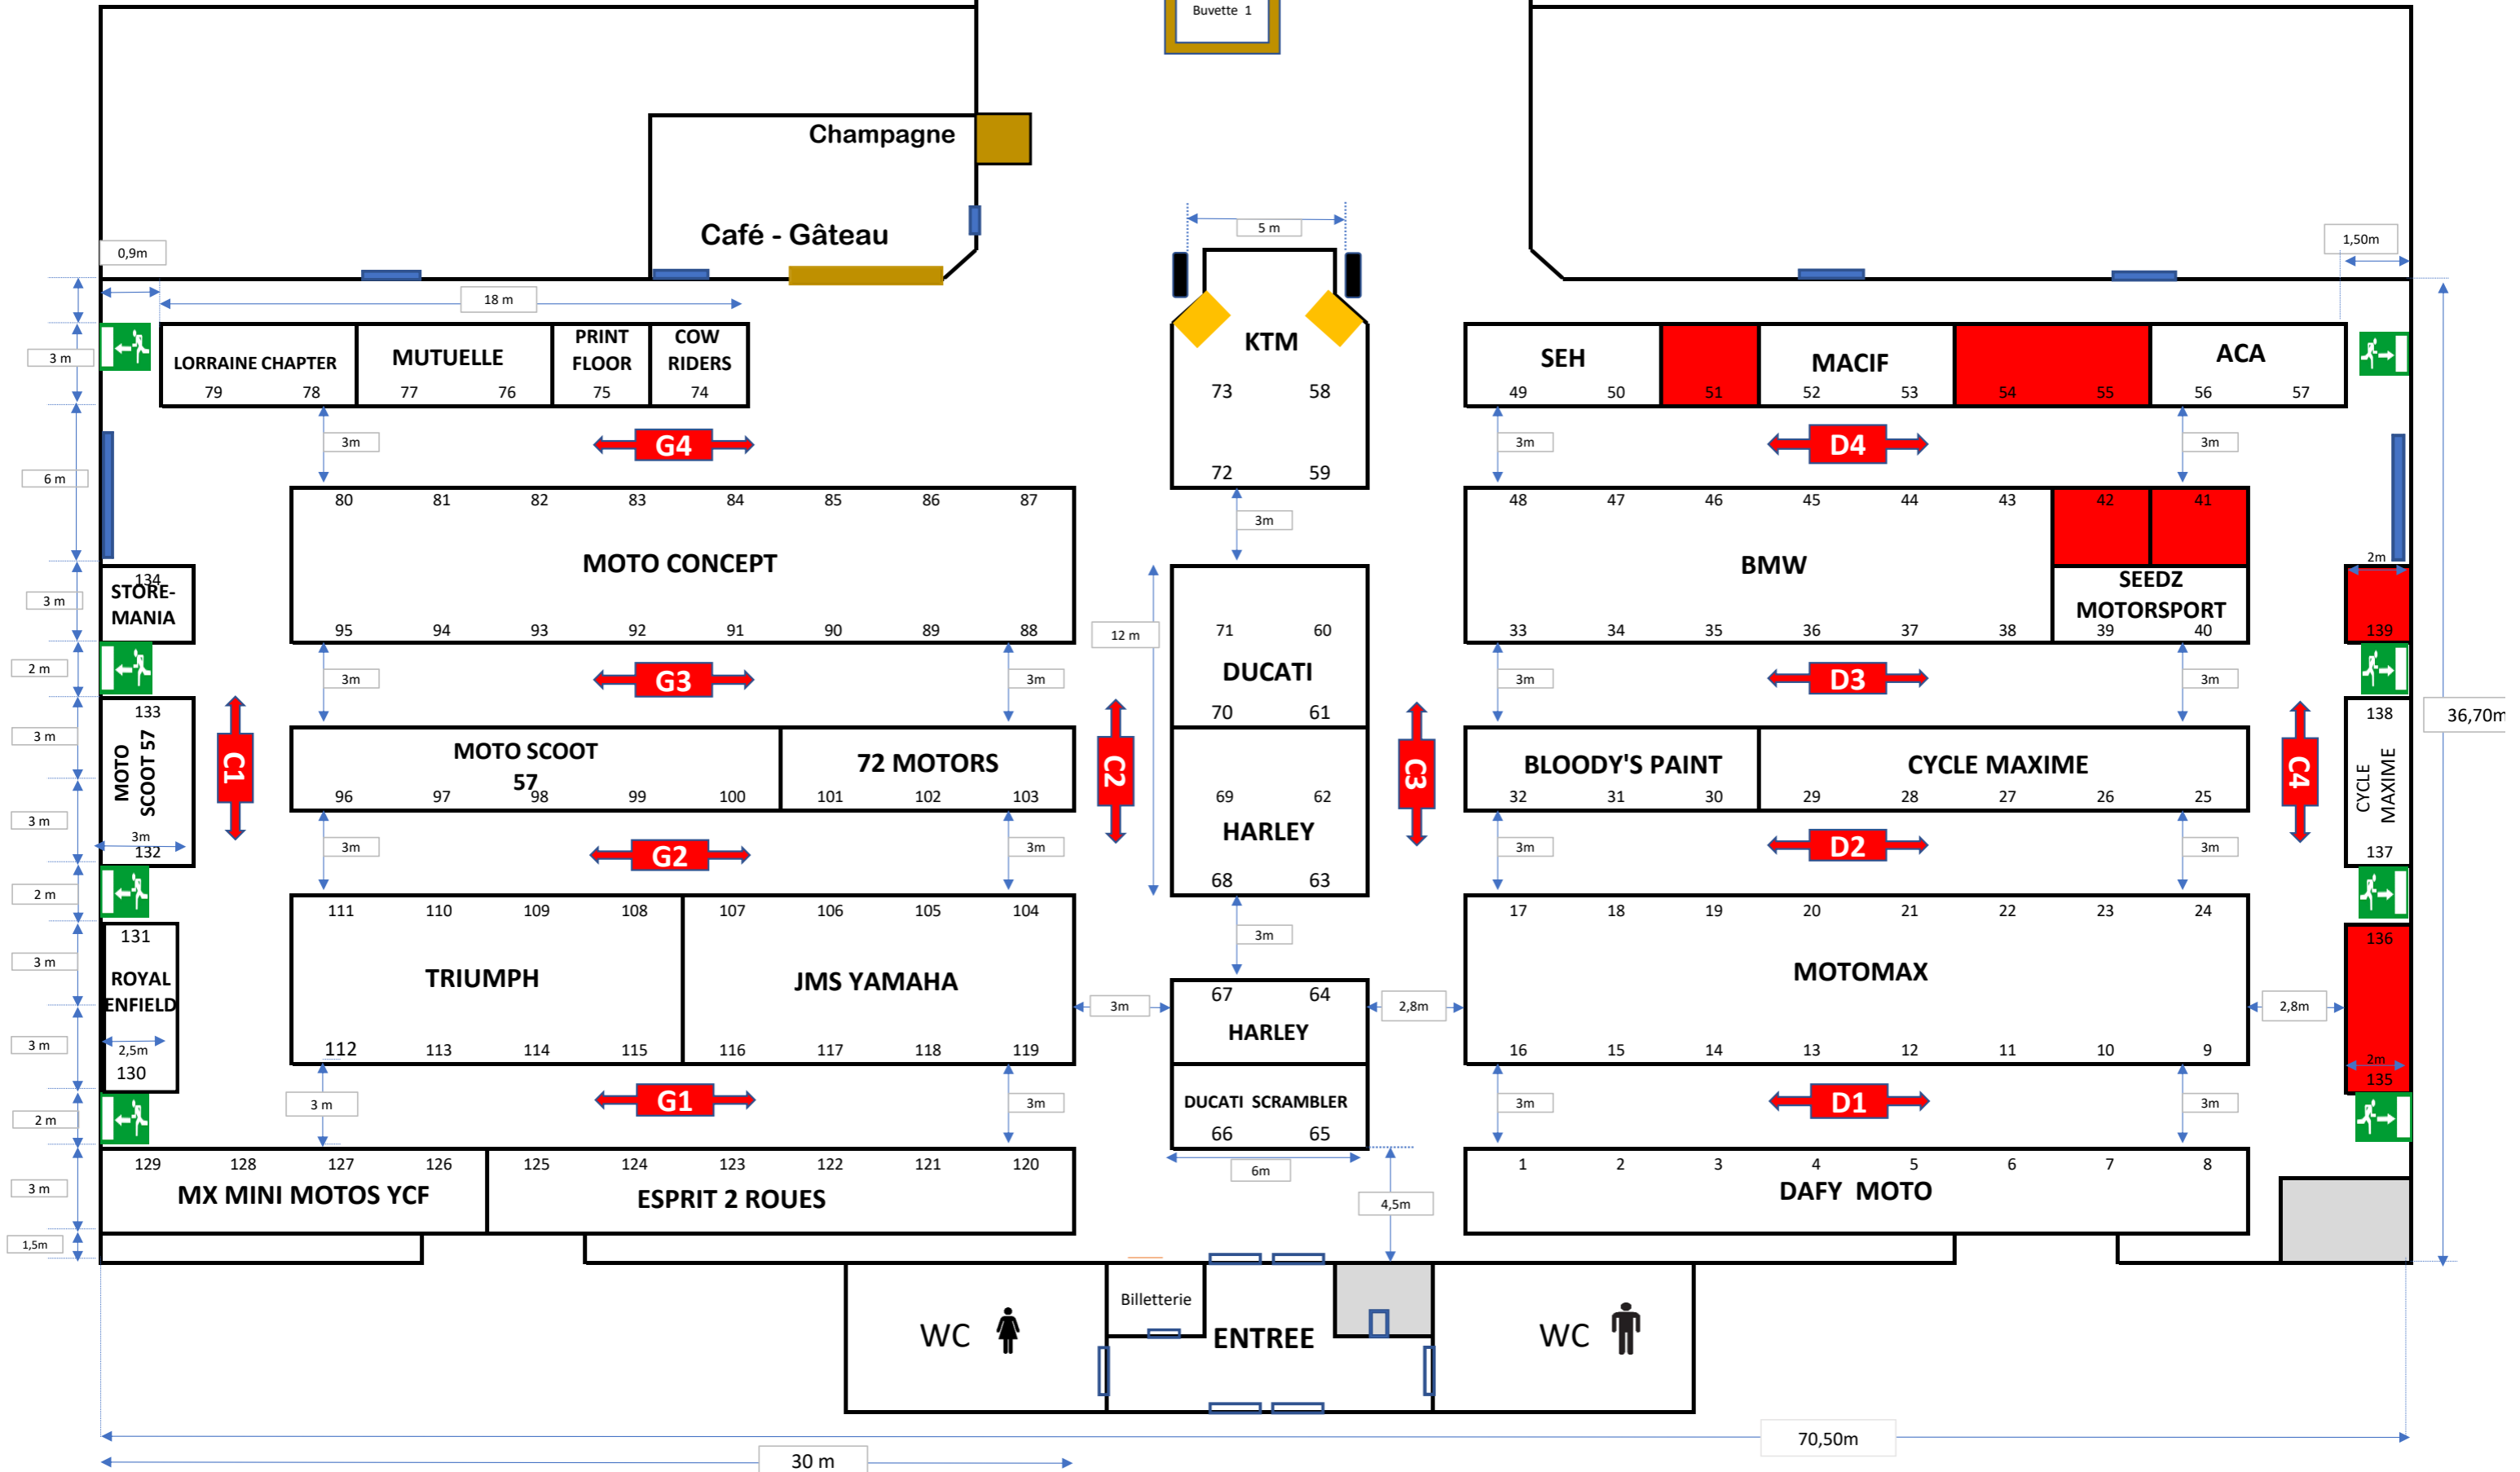 Buvette 1
Champagne
Café - Gâteau
5 m
0,9m
1,50m
18 m
3 m
LORRAINE CHAPTER
79 78
MUTUELLE
77 76
PRINT
FLOOR
75
COW
RIDERS
74
KTM
73 58
72 59
SEH
49 50
51
MACIF
52 53
54 55
ACA
56 57
3m
G4
3m
D4
3m
6 m
80 81 82 83 84 85 86 87
MOTO CONCEPT
95 94 93 92 91 90 89 88
3m
48 47 46 45 44 43
BMW
33 34 35 36 37 38
42 41
SEEDZ
MOTORSPORT
39 40
2m
139
134
STORE-
MANIA
3 m
12 m
71 60
DUCATI
70 61
2 m
3m
G3
3m
3m
D3
3m
133
MOTO
SCOOT 57
3m
132
3 m
3 m
C1
MOTO SCOOT
57
96 97 98 99 100
72 MOTORS
101 102 103
C2
69 62
HARLEY
68 63
C3
BLOODY'S PAINT
32 31 30
CYCLE MAXIME
29 28 27 26 25
C4
138
CYCLE
MAXIME
137
36,70m
3m
G2
3m
3m
D2
3m
2 m
131
ROYAL
ENFIELD
2,5m
130
3 m
3 m
111 110 109 108
TRIUMPH
112 113 114 115
107 106 105 104
JMS YAMAHA
116 117 118 119
3m
3m
67 64
HARLEY
2,8m
17 18 19 20 21 22 23 24
MOTOMAX
16 15 14 13 12 11 10 9
2,8m
136
2m
135
2 m
3 m
G1
3m
DUCATI SCRAMBLER
66 65
3m
D1
3m
3 m
129 128 127 126
MX MINI MOTOS YCF
125 124 123 122 121 120
ESPRIT 2 ROUES
6m
4,5m
1 2 3 4 5 6 7 8
DAFY MOTO
1,5m
WC
Billetterie
ENTREE
WC
70,50m
30 m